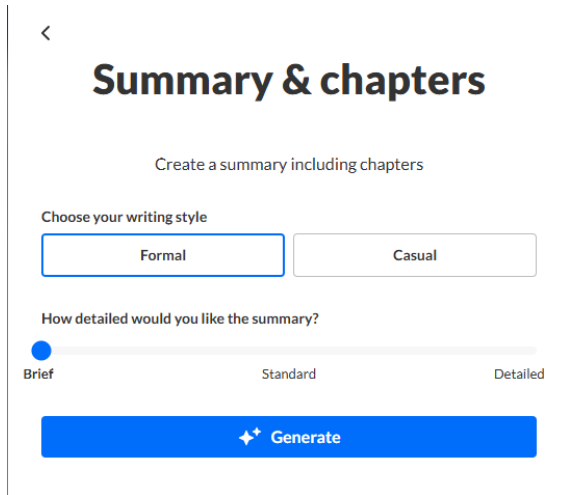 Summary & chapters
Create a summary including chapters
Choose your writing style
Formal Casual
How detailed would you like the summary?
Brief Standard Detailed
Generate